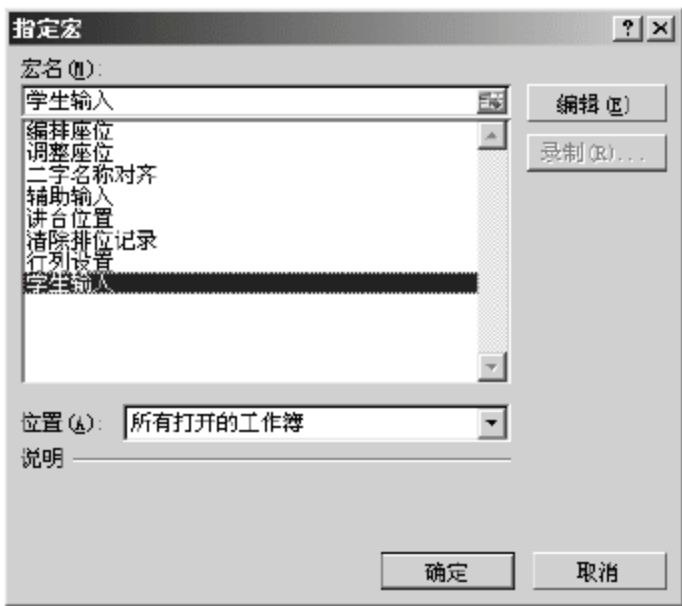 指定宏
宏名(M):
学生输入
编辑(E)
编排座位
调整座位
录制(R)...
二字名称对齐
辅助输入
讲台位置
清除排位记录
行列设置
学生输入
位置(A): 所有打开的工作簿
说明
确定 取消